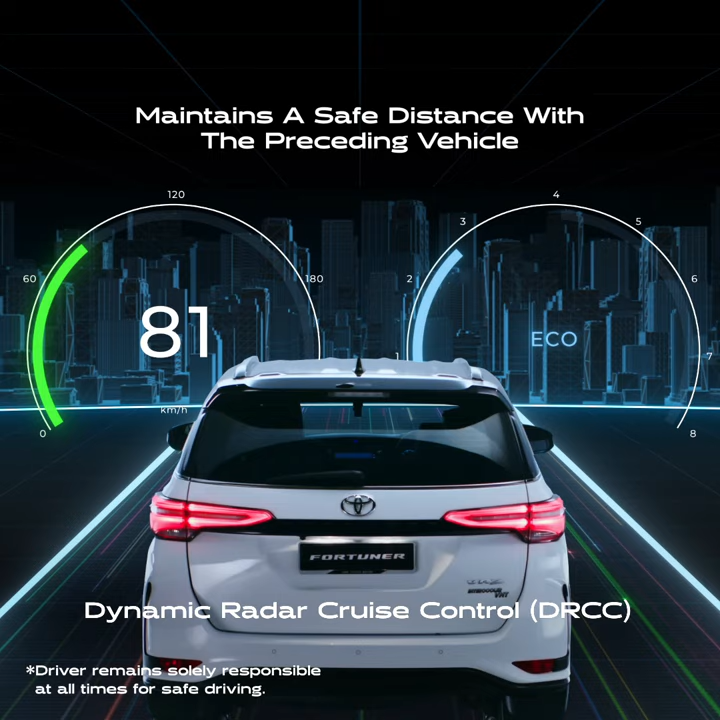 Maintains A Safe Distance With
The Preceding Vehicle
120
60
180
0
81
km/h
4
3
5
2
6
1
7
8
ECO
FORTUNER
Dynamic Radar Cruise Control (DRCC)
*Driver remains solely responsible
at all times for safe driving.